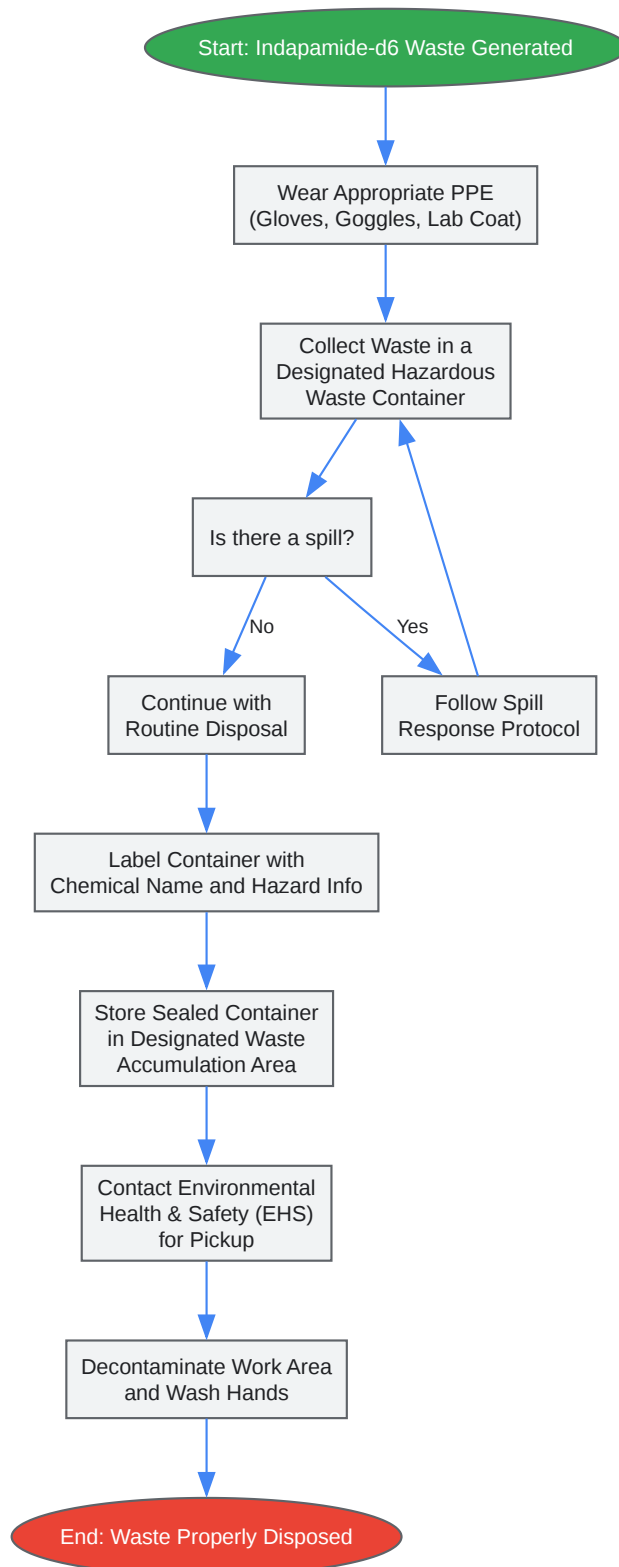 Start: Indapamide-d6 Waste Generated
Wear Appropriate PPE
(Gloves, Goggles, Lab Coat)
Collect Waste in a
Designated Hazardous
Waste Container
Is there a spill?
No
Yes
Continue with
Routine Disposal
Follow Spill
Response Protocol
Label Container with
Chemical Name and Hazard Info
Store Sealed Container
in Designated Waste
Accumulation Area
Contact Environmental
Health & Safety (EHS)
for Pickup
Decontaminate Work Area
and Wash Hands
End: Waste Properly Disposed